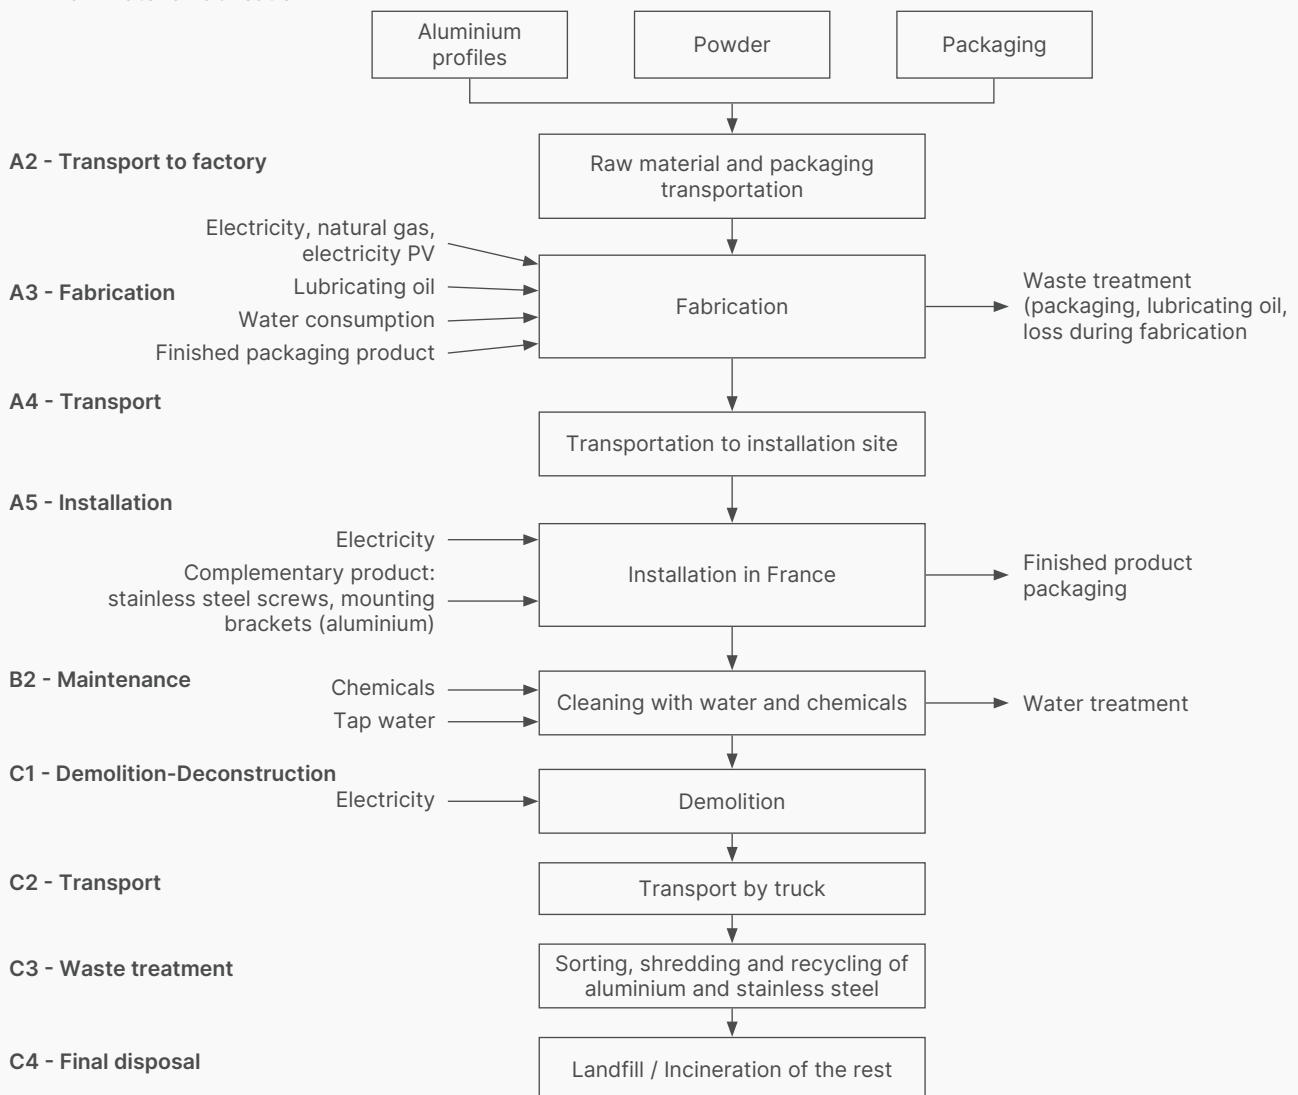 Aluminium
profiles
Powder
Packaging
A2 - Transport to factory
Raw material and packaging
transportation
Electricity, natural gas,
electricity PV
A3 - Fabrication
Lubricating oil
Water consumption
Finished packaging product
Fabrication
Waste treatment
(packaging, lubricating oil,
loss during fabrication
A4 - Transport
Transportation to installation site
A5 - Installation
Electricity
Complementary product:
stainless steel screws, mounting
brackets (aluminium)
Installation in France
Finished product
packaging
B2 - Maintenance
Chemicals
Tap water
Cleaning with water and chemicals
Water treatment
C1 - Demolition-Deconstruction
Electricity
Demolition
C2 - Transport
Transport by truck
C3 - Waste treatment
Sorting, shredding and recycling of
aluminium and stainless steel
C4 - Final disposal
Landfill / Incineration of the rest